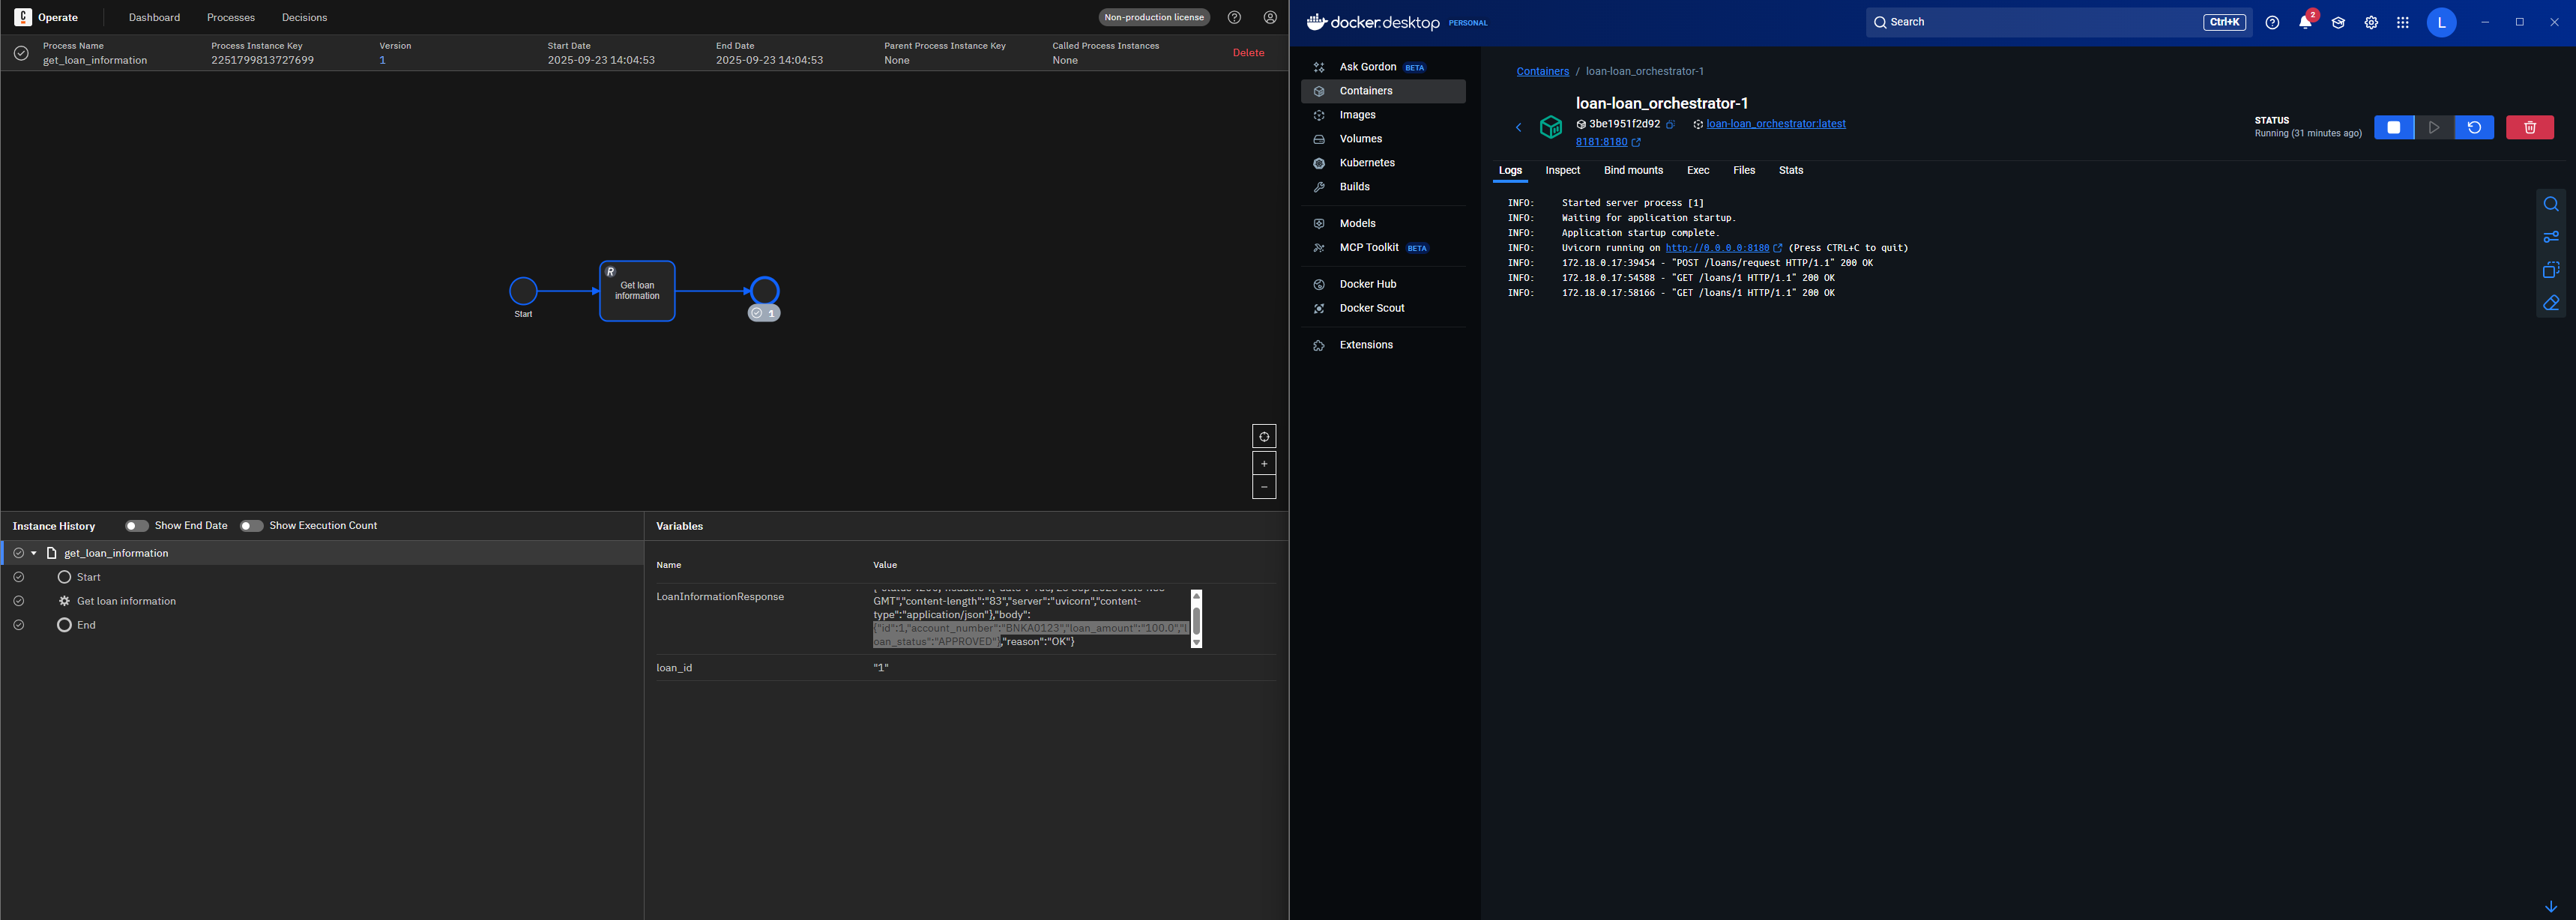 Operate
Dashboard Processes Decisions
Non-production license
Process Name Process Instance Key Version Start Date End Date Parent Process Instance Key Called Process Instances
get_loan_information 2251799813727699 1 2025-09-23 14:04:53 2025-09-23 14:04:53 None None
Delete
R
Get loan
information
Start
1
Instance History Show End Date Show Execution Count
get_loan_information
Start
Get loan information
End
Variables
Name Value
LoanInformationResponse
GMT","content-length":"83","server":"uvicorn","content-
type":"application/json"},"body":
{"id":1,"account_number":"BNKA0123","loan_amount":"100.0","l
oan_status":"APPROVED"},"reason":"OK"}
loan_id "1"
docker.desktop PERSONAL
Search Ctrl+K
2
L
Ask Gordon BETA
Containers
Images
Volumes
Kubernetes
Builds
Models
MCP Toolkit BETA
Docker Hub
Docker Scout
Extensions
Containers / loan-loan_orchestrator-1
loan-loan_orchestrator-1
3be1951f2d92 loan-loan_orchestrator:latest
8181:8180
STATUS
Running (31 minutes ago)
Logs Inspect Bind mounts Exec Files Stats
INFO: Started server process [1]
INFO: Waiting for application startup.
INFO: Application startup complete.
INFO: Uvicorn running on http://0.0.0.0:8180 (Press CTRL+C to quit)
INFO: 172.18.0.17:39454 - "POST /loans/request HTTP/1.1" 200 OK
INFO: 172.18.0.17:54588 - "GET /loans/1 HTTP/1.1" 200 OK
INFO: 172.18.0.17:58166 - "GET /loans/1 HTTP/1.1" 200 OK